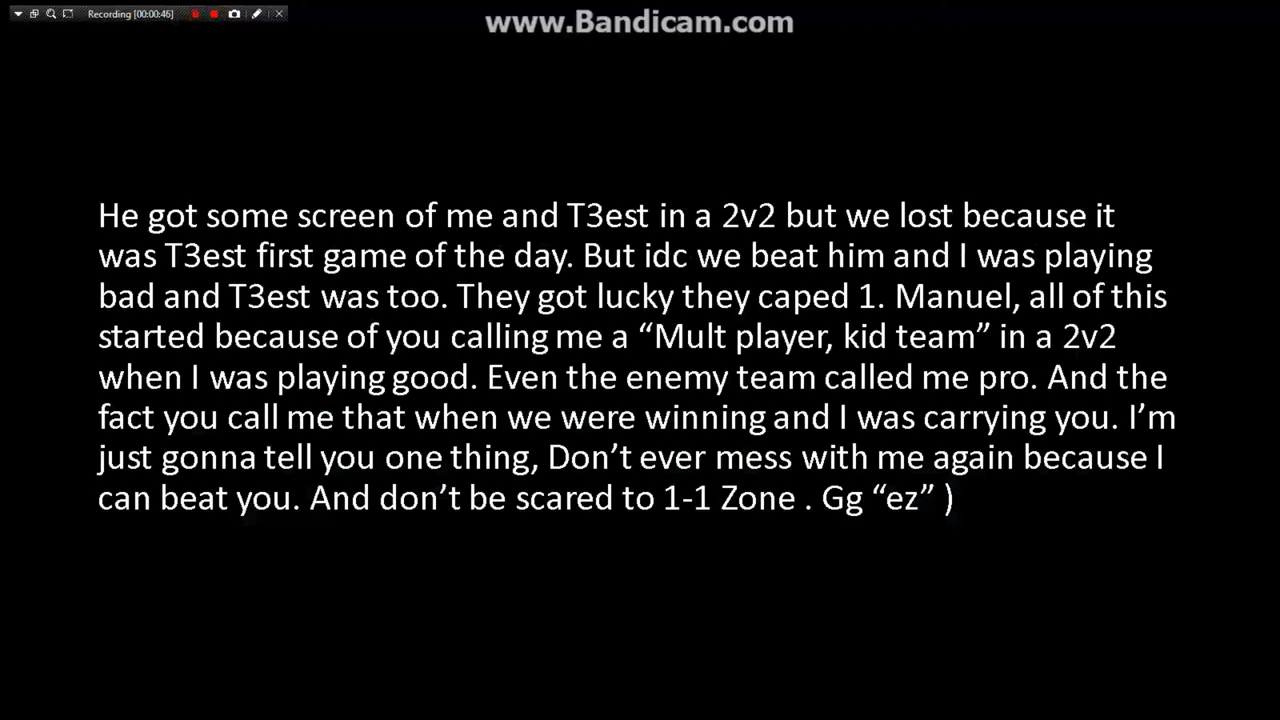 Recording [00:00:46]
www.Bandicam.com
He got some screen of me and T3est in a 2v2 but we lost because it
was T3est first game of the day. But idc we beat him and I was playing
bad and T3est was too. They got lucky they caped 1. Manuel, all of this
started because of you calling me a “Mult player, kid team” in a 2v2
when I was playing good. Even the enemy team called me pro. And the
fact you call me that when we were winning and I was carrying you. I’m
just gonna tell you one thing, Don’t ever mess with me again because I
can beat you. And don’t be scared to 1-1 Zone . Gg “ez” )